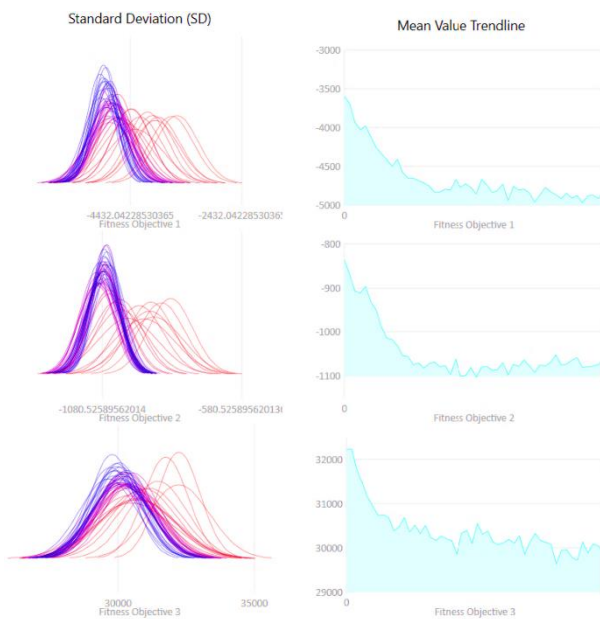 Standard Deviation (SD)
Mean Value Trendline
-4432.04228530365
-2432.0422853036
Fitness Objective 1
-3000
-3500
-4000
-4500
-5000
0
Fitness Objective 1
-1080.52589562014
-580.5258956201
Fitness Objective 2
-800
-900
-1000
-1100
0
Fitness Objective 2
30000
35000
Fitness Objective 3
32000
31000
30000
29000
0
Fitness Objective 3